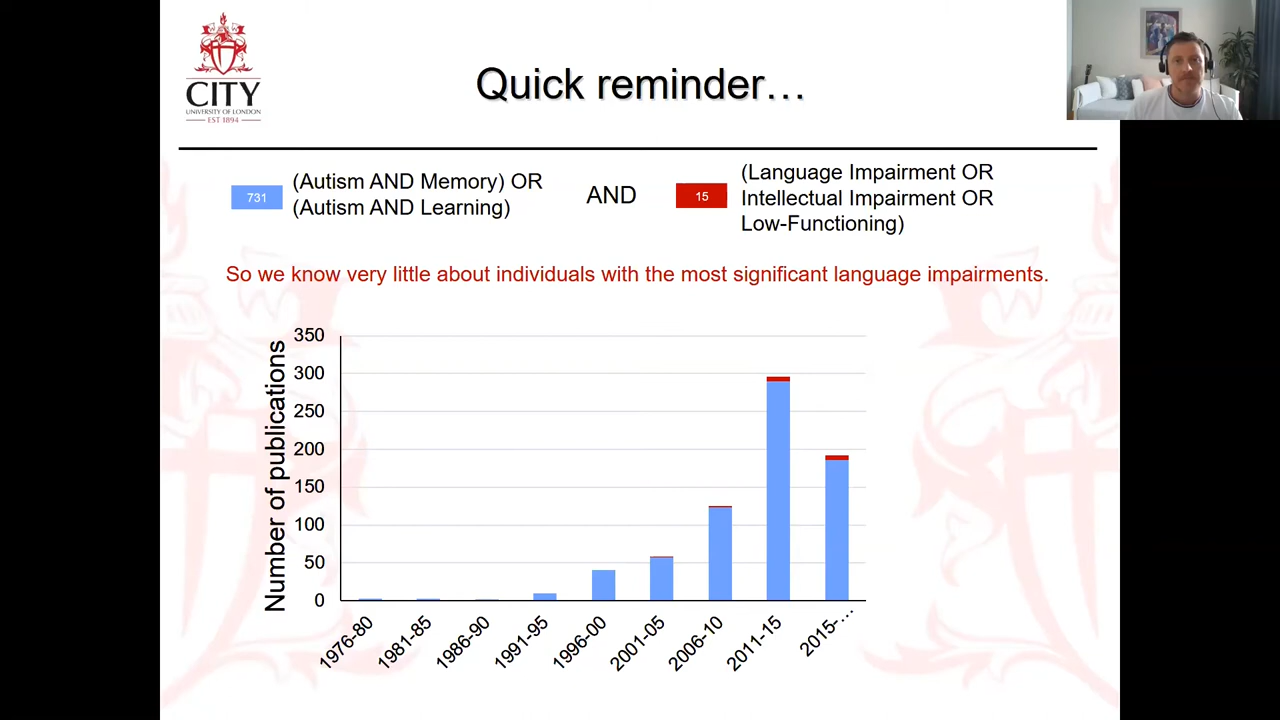 CITY
UNIVERSITY OF LONDON
EST 1894
Quick reminder…
731
(Autism AND Memory) OR
(Autism AND Learning)
AND
15
(Language Impairment OR
Intellectual Impairment OR
Low-Functioning)
So we know very little about individuals with the most significant language impairments.
Number of publications
350
300
250
200
150
100
50
0
1976-80
1981-85
1986-90
1991-95
1996-00
2001-05
2006-10
2011-15
2015-…